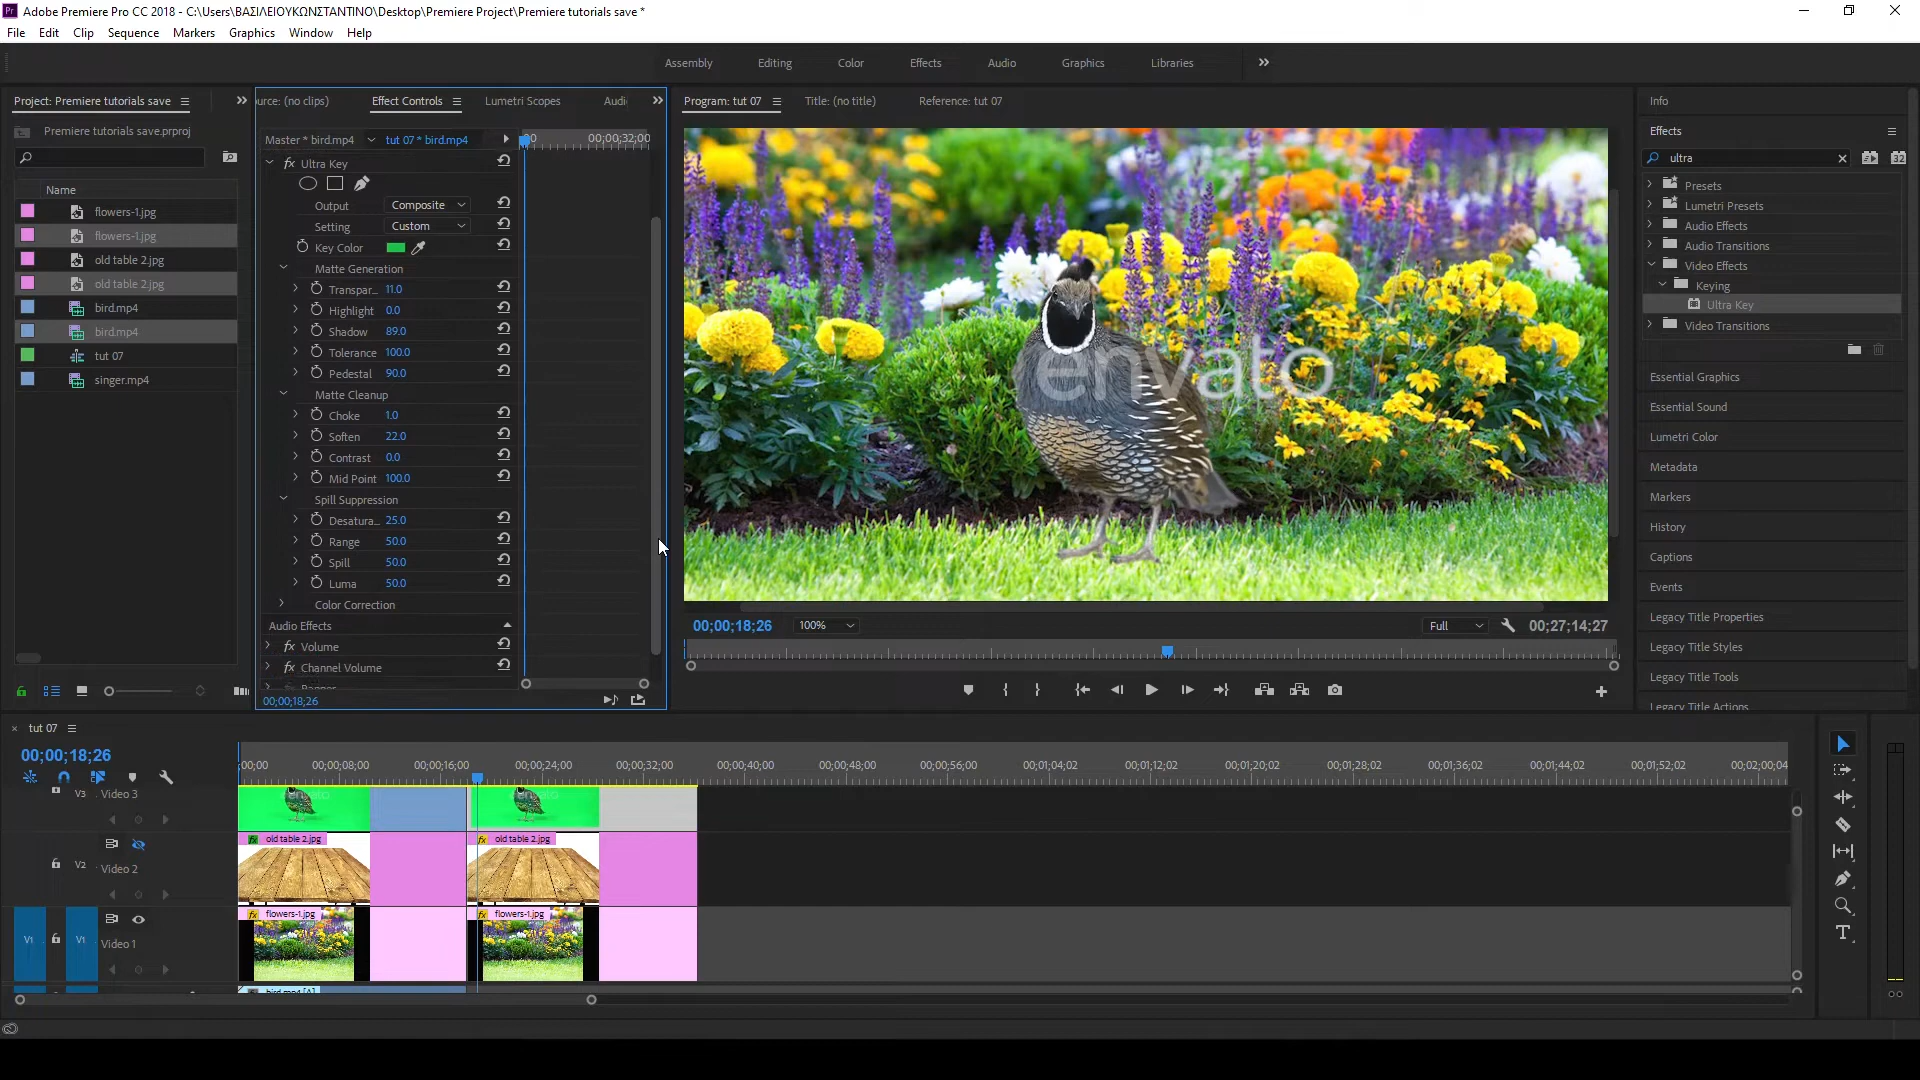 Adobe Premiere Pro CC 2018 - C:\Users\ΒΑΣΙΛΕΙΟΥΚΩΝΣΤΑΝΤΙΝΟ\Desktop\Premiere Project\Premiere tutorials save *
File Edit Clip Sequence Markers Graphics Window Help
Assembly Editing Color Effects Audio Graphics Libraries
Project: Premiere tutorials save
Premiere tutorials save.prproj
Name
flowers-1.jpg
flowers-1.jpg
old table 2.jpg
old table 2.jpg
bird.mp4
bird.mp4
tut 07
singer.mp4
urce: (no clips) Effect Controls Lumetri Scopes Audi
Master * bird.mp4 tut 07 * bird.mp4 00;00;32;00
fx Ultra Key
Output Composite
Setting Custom
Key Color
Matte Generation
Transpar... 11.0
Highlight 0.0
Shadow 89.0
Tolerance 100.0
Pedestal 90.0
Matte Cleanup
Choke 1.0
Soften 22.0
Contrast 0.0
Mid Point 100.0
Spill Suppression
Desatura... 25.0
Range 50.0
Spill 50.0
Luma 50.0
Color Correction
Audio Effects
fx Volume
fx Channel Volume
00;00;18;26
Program: tut 07 Title: (no title) Reference: tut 07
envato
00;00;18;26 100% Full 00;27;14;27
Info
Effects
ultra
Presets
Lumetri Presets
Audio Effects
Audio Transitions
Video Effects
Keying
Ultra Key
Video Transitions
Essential Graphics
Essential Sound
Lumetri Color
Metadata
Markers
History
Captions
Events
Legacy Title Properties
Legacy Title Styles
Legacy Title Tools
Legacy Title Actions
× tut 07
00;00;18;26
;00;00 00;00;08;00 00;00;16;00 00;00;24;00 00;00;32;00 00;00;40;00 00;00;48;00 00;00;56;00 00;01;04;02 00;01;12;02 00;01;20;02 00;01;28;02 00;01;36;02 00;01;44;02 00;01;52;02 00;02;00;04
V3 Video 3
fx old table 2.jpg fx old table 2.jpg
V2 Video 2
fx flowers-1.jpg fx flowers-1.jpg
V1 V1 Video 1
bird.mp4 [A]